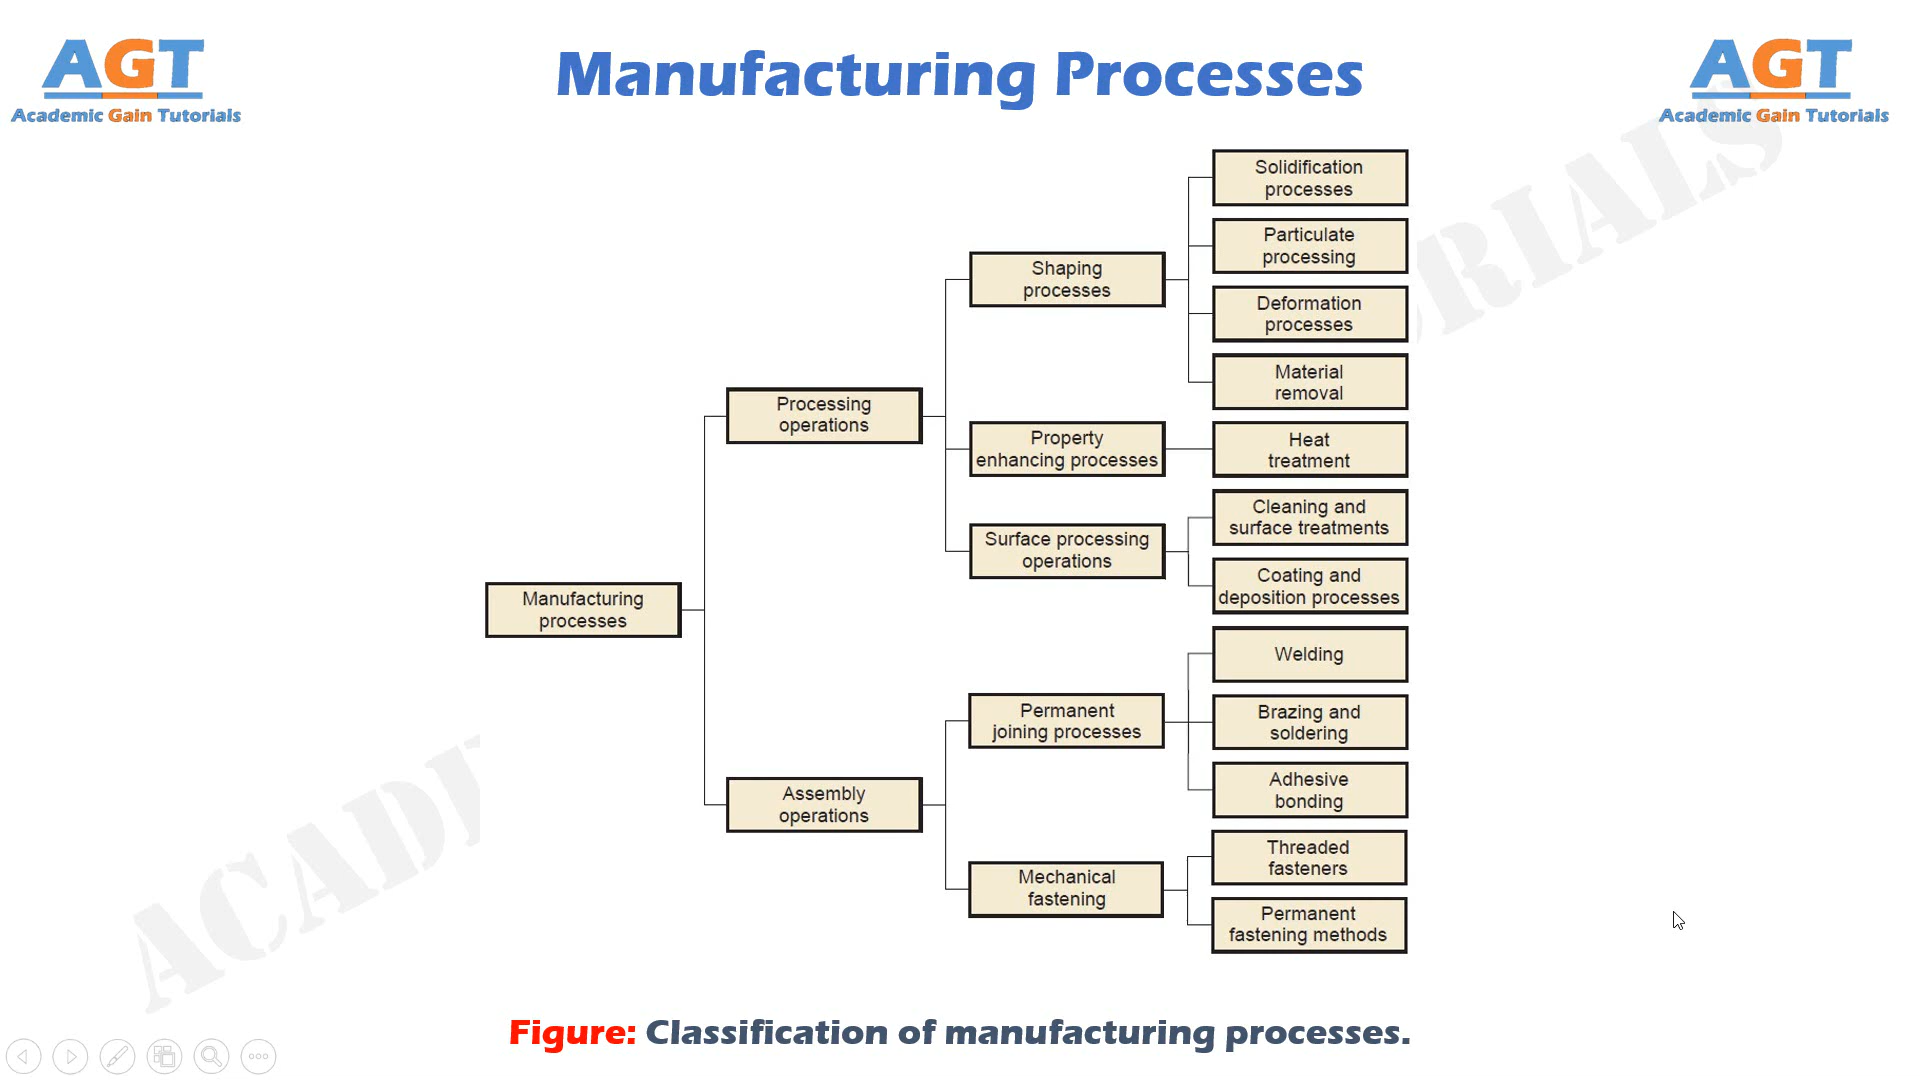 AGT
Academic Gain Tutorials
Manufacturing Processes
AGT
Academic Gain Tutorials
Solidification
processes
Particulate
processing
Shaping
processes
Deformation
processes
Material
removal
Processing
operations
Property
enhancing processes
Heat
treatment
Cleaning and
surface treatments
Surface processing
operations
Coating and
deposition processes
Manufacturing
processes
Welding
Permanent
joining processes
Brazing and
soldering
Adhesive
bonding
Assembly
operations
Threaded
fasteners
Mechanical
fastening
Permanent
fastening methods
Figure: Classification of manufacturing processes.